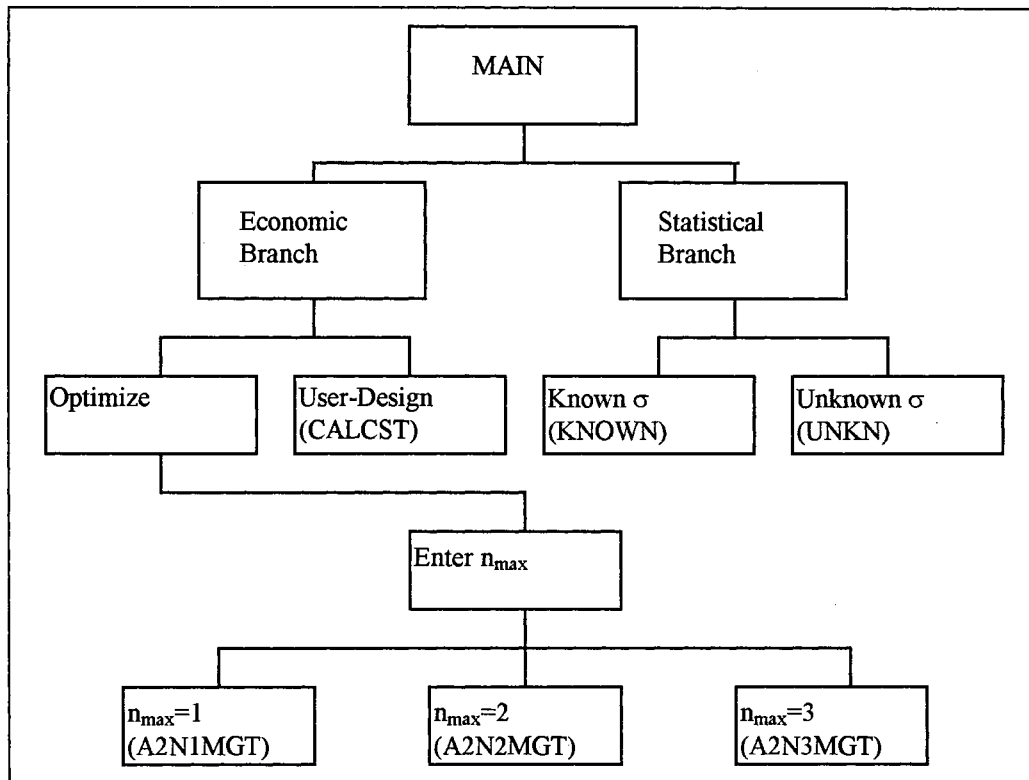 MAIN
Economic
Branch
Statistical
Branch
Optimize
User-Design
(CALCST)
Known σ
(KNOWN)
Unknown σ
(UNKN)
Enter nmax
nmax=1
(A2N1MGT)
nmax=2
(A2N2MGT)
nmax=3
(A2N3MGT)